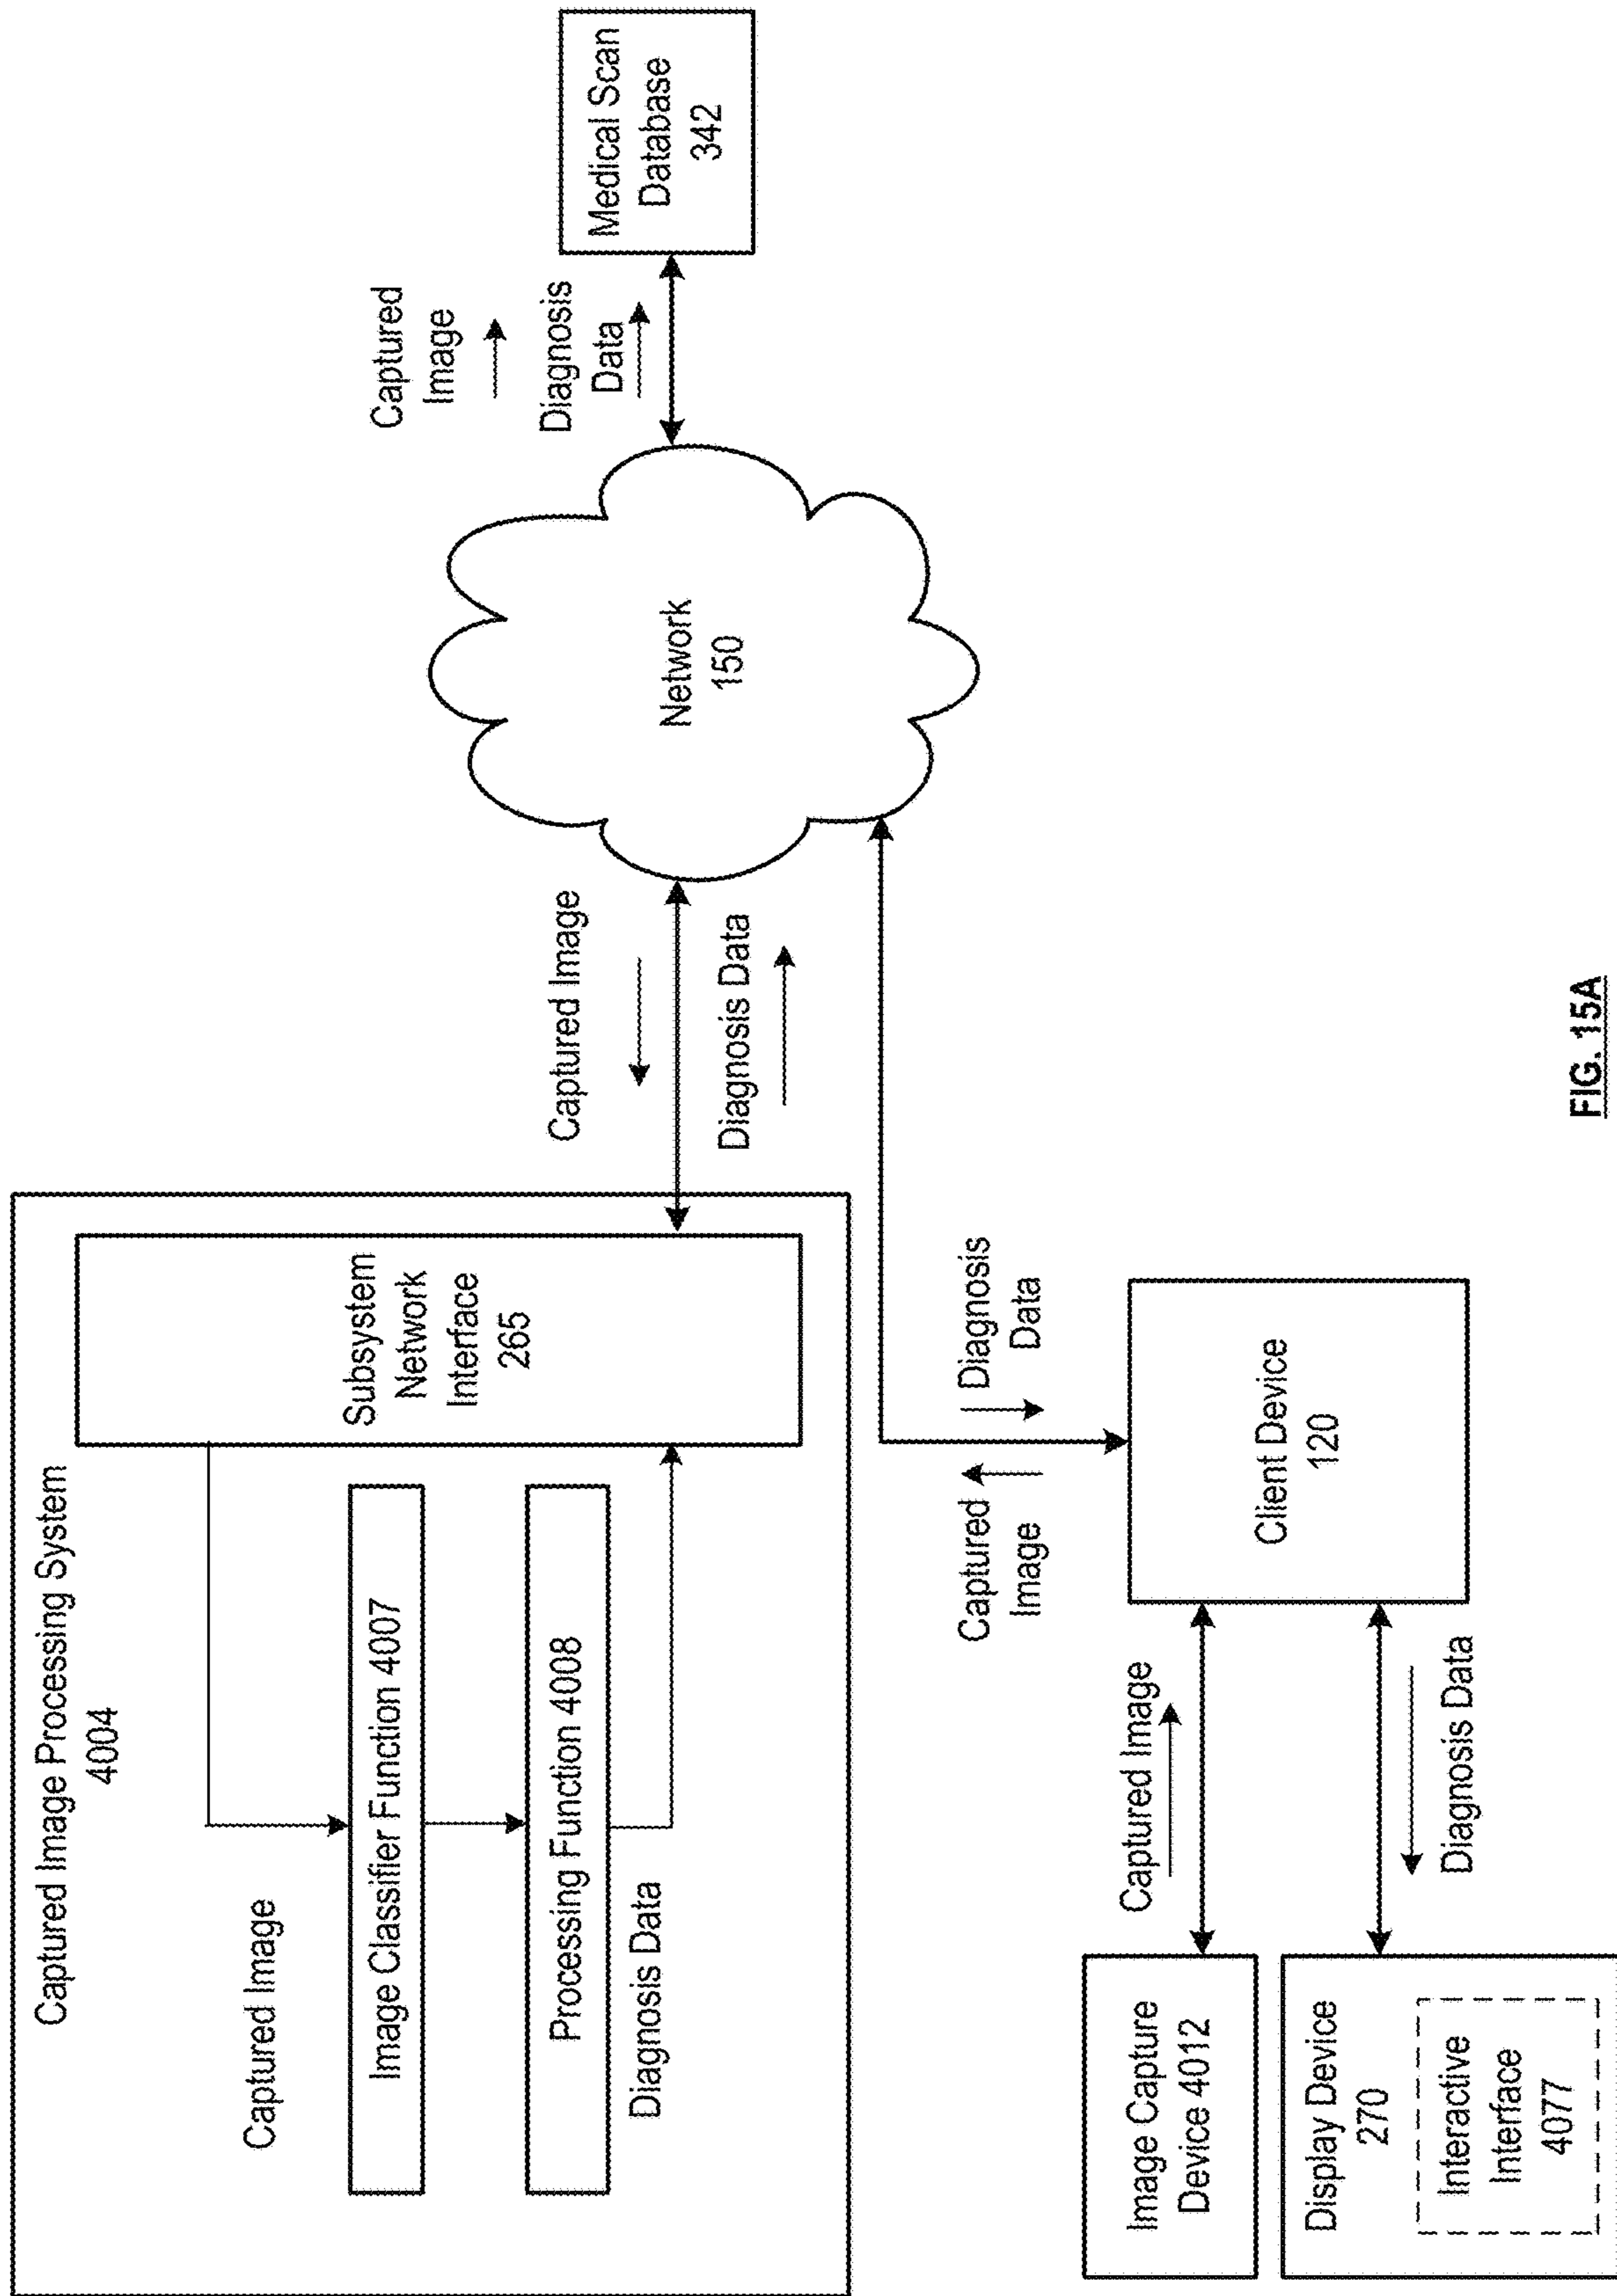 Captured Image Processing System
4004
Captured Image
Image Classifier Function 4007
Processing Function 4008
Diagnosis Data
Subsystem
Network
Interface
265
Captured Image
Diagnosis Data
Network
150
Captured
Image
Diagnosis
Data
Medical Scan
Database
342
Image Capture
Device 4012
Captured Image
Display Device
270
Interactive
Interface
4077
Diagnosis Data
Client Device
120
Captured
Image
Diagnosis
Data
FIG. 15A